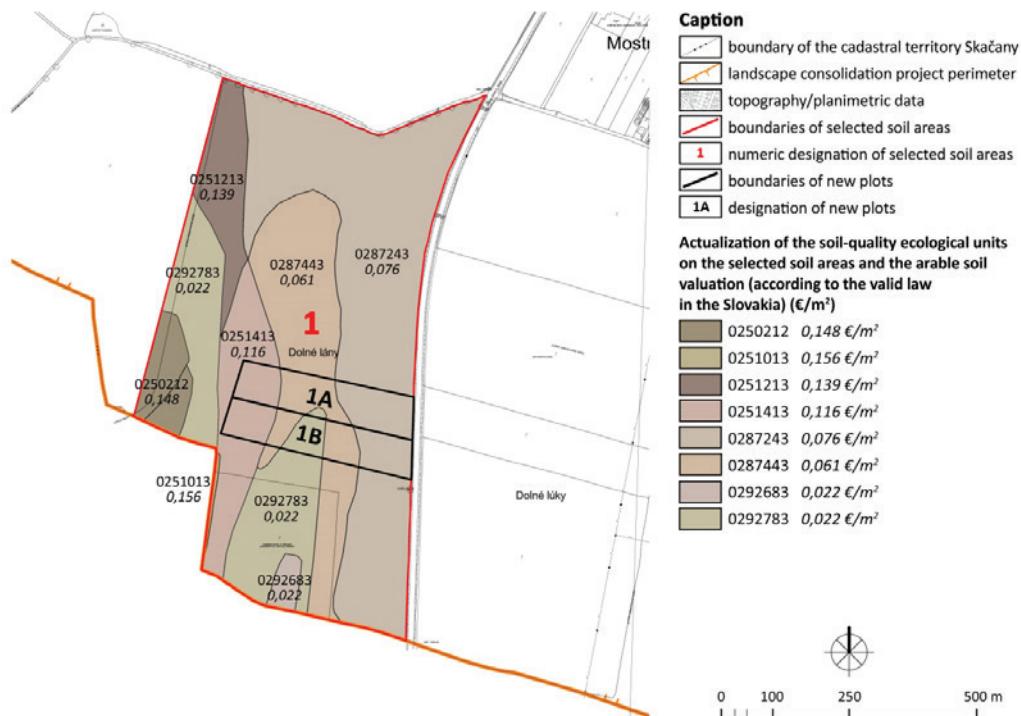 Mostr
0251213
0,139
0292783
0,022
0287443
0,061
0287243
0,076
1
Dolné lány
0251413
0,116
0250212
0,148
1A
1B
0251013
0,156
0292783
0,022
Dolné lúky
0292683
0,022
Caption
boundary of the cadastral territory Skačany
landscape consolidation project perimeter
topography/planimetric data
boundaries of selected soil areas
1 numeric designation of selected soil areas
boundaries of new plots
1A designation of new plots
Actualization of the soil-quality ecological units
on the selected soil areas and the arable soil
valuation (according to the valid law
in the Slovakia) (€/m²)
0250212 0,148 €/m²
0251013 0,156 €/m²
0251213 0,139 €/m²
0251413 0,116 €/m²
0287243 0,076 €/m²
0287443 0,061 €/m²
0292683 0,022 €/m²
0292783 0,022 €/m²
0 100 250 500 m